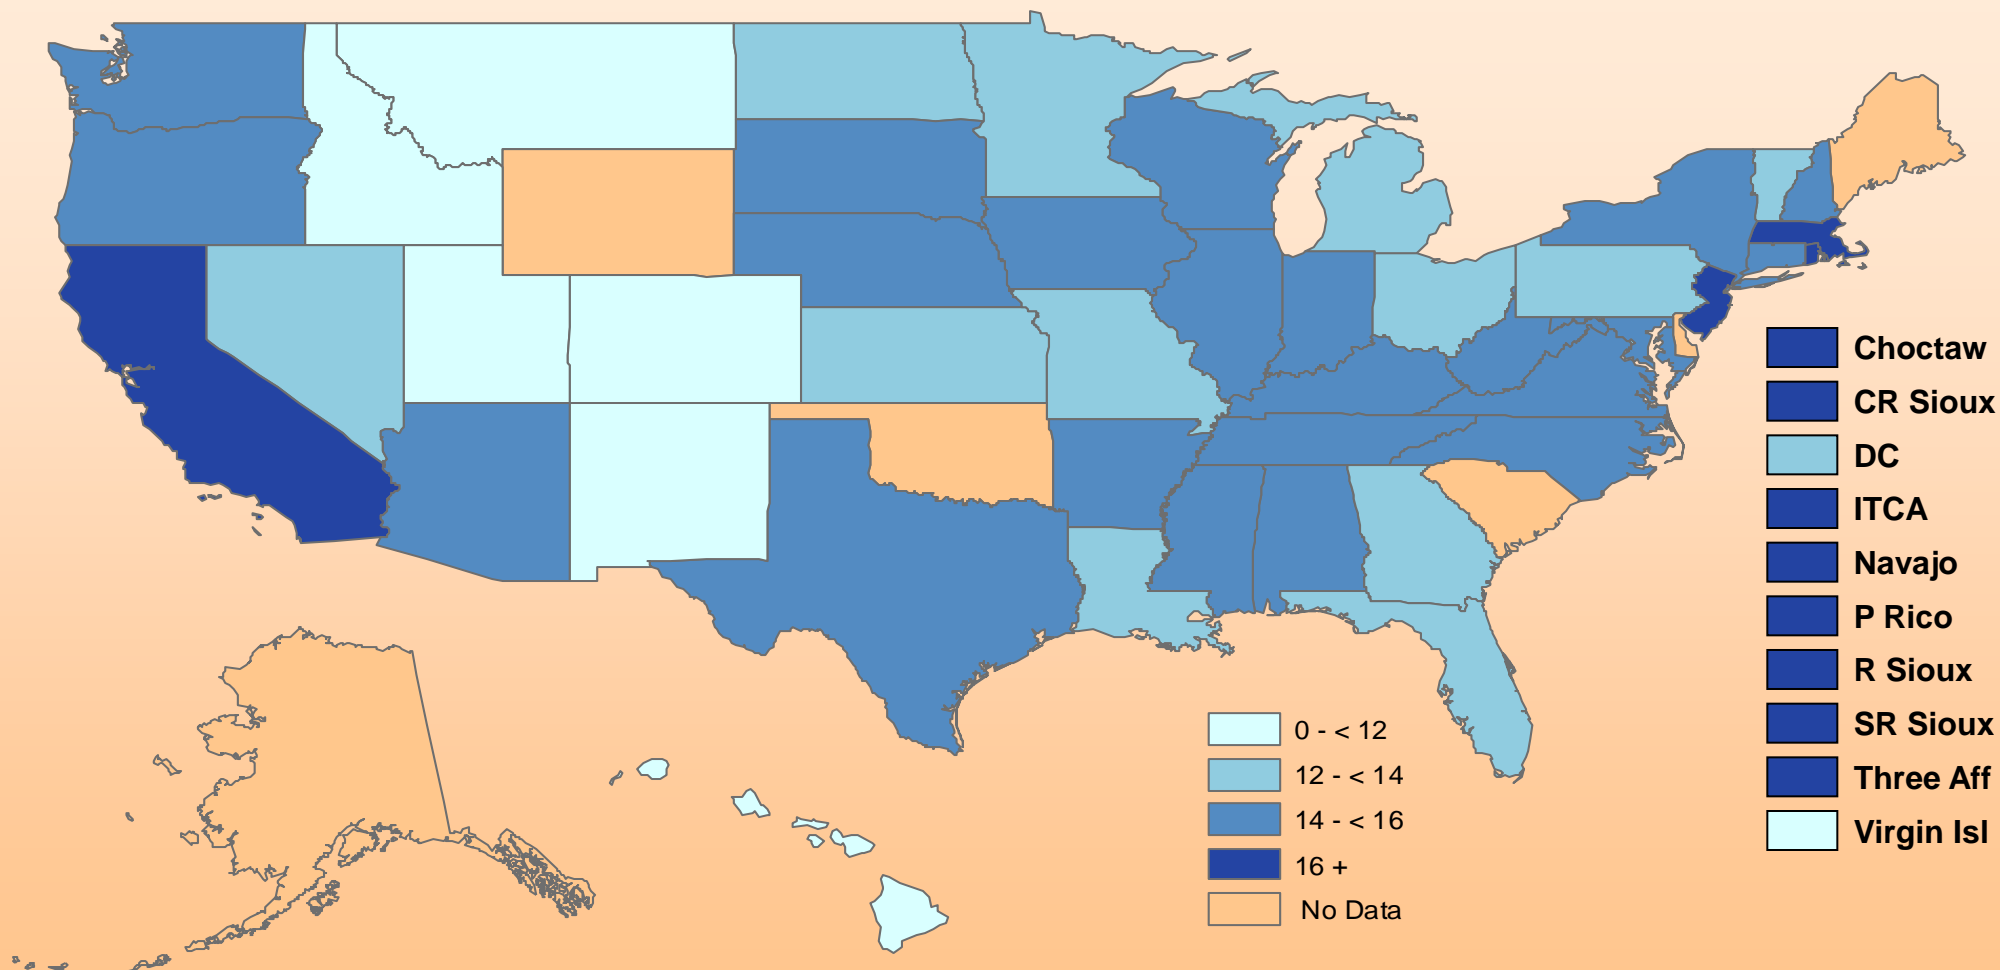 Choctaw
CR Sioux
DC
ITCA
Navajo
P Rico
R Sioux
SR Sioux
Three Aff
Virgin Isl
0 - < 12
12 - < 14
14 - < 16
16 +
No Data